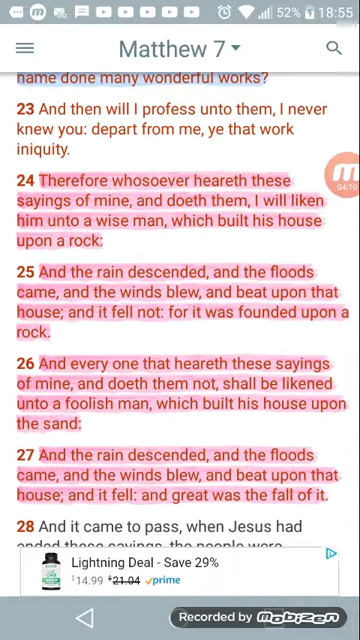 52% 18:55
Matthew 7
name done many wonderful works?
23 And then will I profess unto them, I never
knew you: depart from me, ye that work
iniquity.
24 Therefore whosoever heareth these
sayings of mine, and doeth them, I will liken
him unto a wise man, which built his house
upon a rock:
25 And the rain descended, and the floods
came, and the winds blew, and beat upon that
house; and it fell not: for it was founded upon a
rock.
26 And every one that heareth these sayings
of mine, and doeth them not, shall be likened
unto a foolish man, which built his house upon
the sand:
27 And the rain descended, and the floods
came, and the winds blew, and beat upon that
house; and it fell: and great was the fall of it.
28 And it came to pass, when Jesus had
ended these sayings, the people were
04:10
Lightning Deal - Save 29%
$14.99 $21.04 prime
Recorded by mobizen